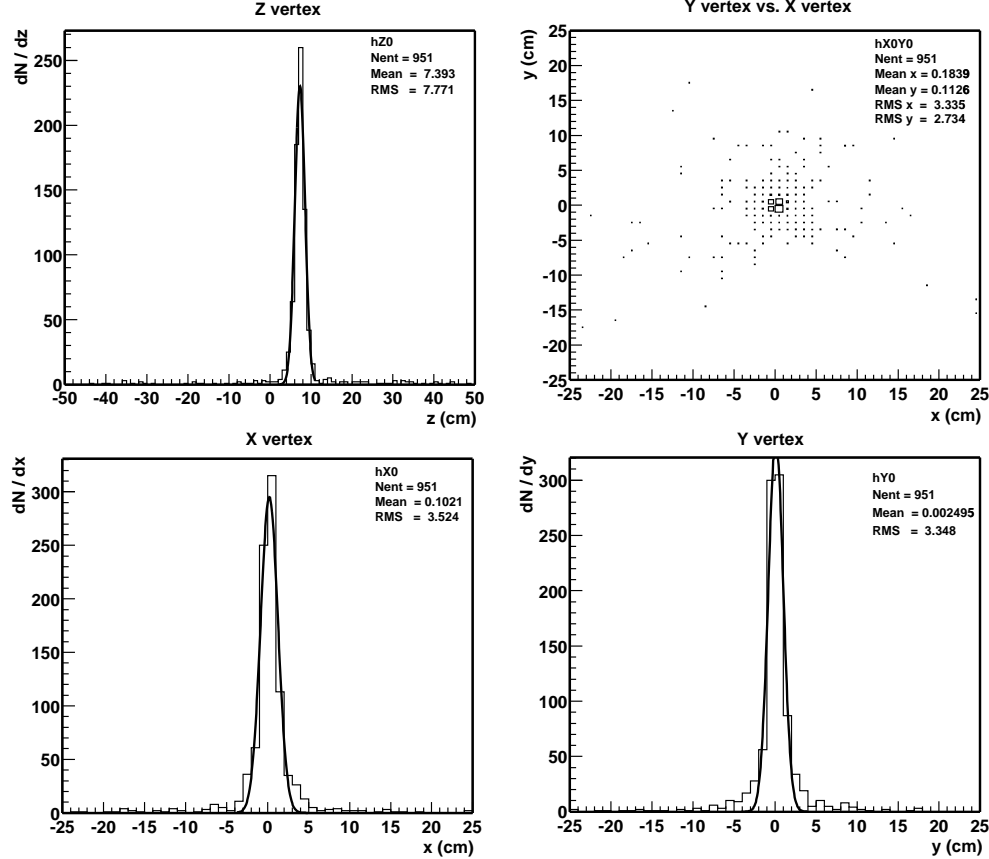 Z vertex
dN / dz
hZ0
Nent = 951
Mean = 7.393
RMS = 7.771
250
200
150
100
50
0
-50 -40 -30 -20 -10 0 10 20 30 40 50
z (cm)
Y vertex vs. X vertex
y (cm)
hX0Y0
Nent = 951
Mean x = 0.1839
Mean y = 0.1126
RMS x = 3.335
RMS y = 2.734
25
20
15
10
5
0
-5
-10
-15
-20
-25
-25 -20 -15 -10 -5 0 5 10 15 20 25
x (cm)
X vertex
dN / dx
hX0
Nent = 951
Mean = 0.1021
RMS = 3.524
300
250
200
150
100
50
0
-25 -20 -15 -10 -5 0 5 10 15 20 25
x (cm)
Y vertex
dN / dy
hY0
Nent = 951
Mean = 0.002495
RMS = 3.348
300
250
200
150
100
50
0
-25 -20 -15 -10 -5 0 5 10 15 20 25
y (cm)